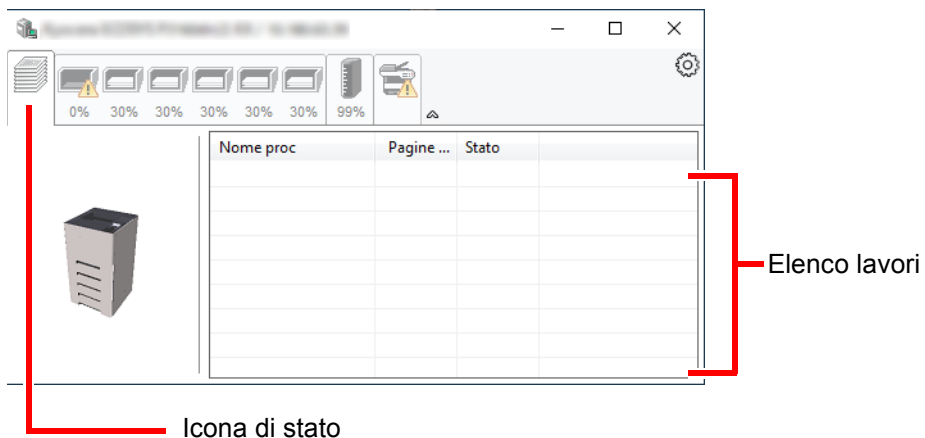 0% 30% 30% 30% 30% 30% 99%
Nome proc Pagine ... Stato
Elenco lavori
Icona di stato